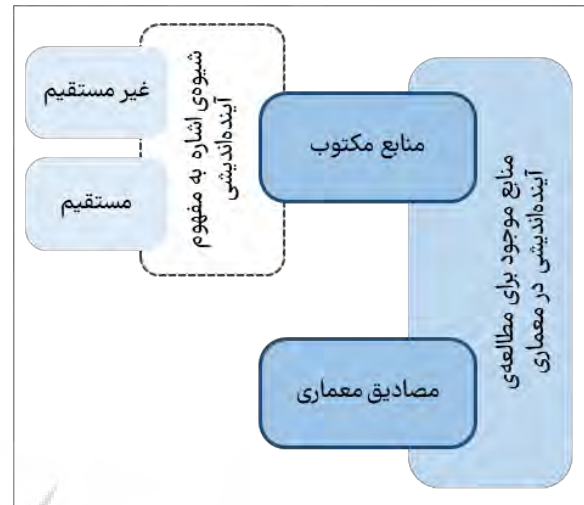 منابع موجود برای مطالعه‌ی
آینده‌اندیشی در معماری
منابع مکتوب
مصادیق معماری
شیوه‌ی اشاره به مفهوم
آینده‌اندیشی
غیر مستقیم
مستقیم